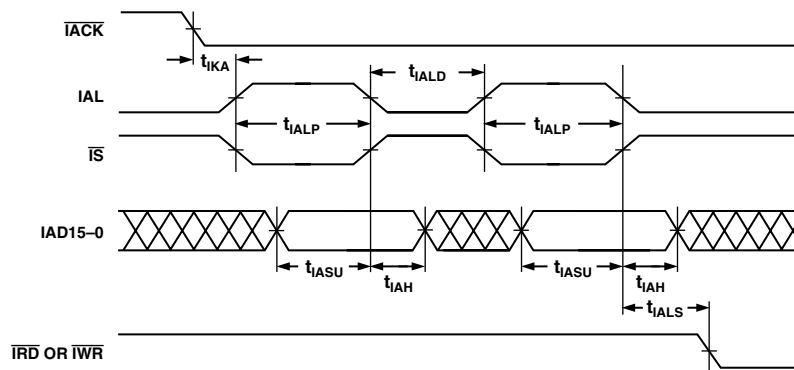 IACK
tIKA
tIALD
IAL
tIALP
tIALP
IS
IAD15–0
tIASU
tIAH
tIASU
tIAH
tIALS
IRD OR IWR